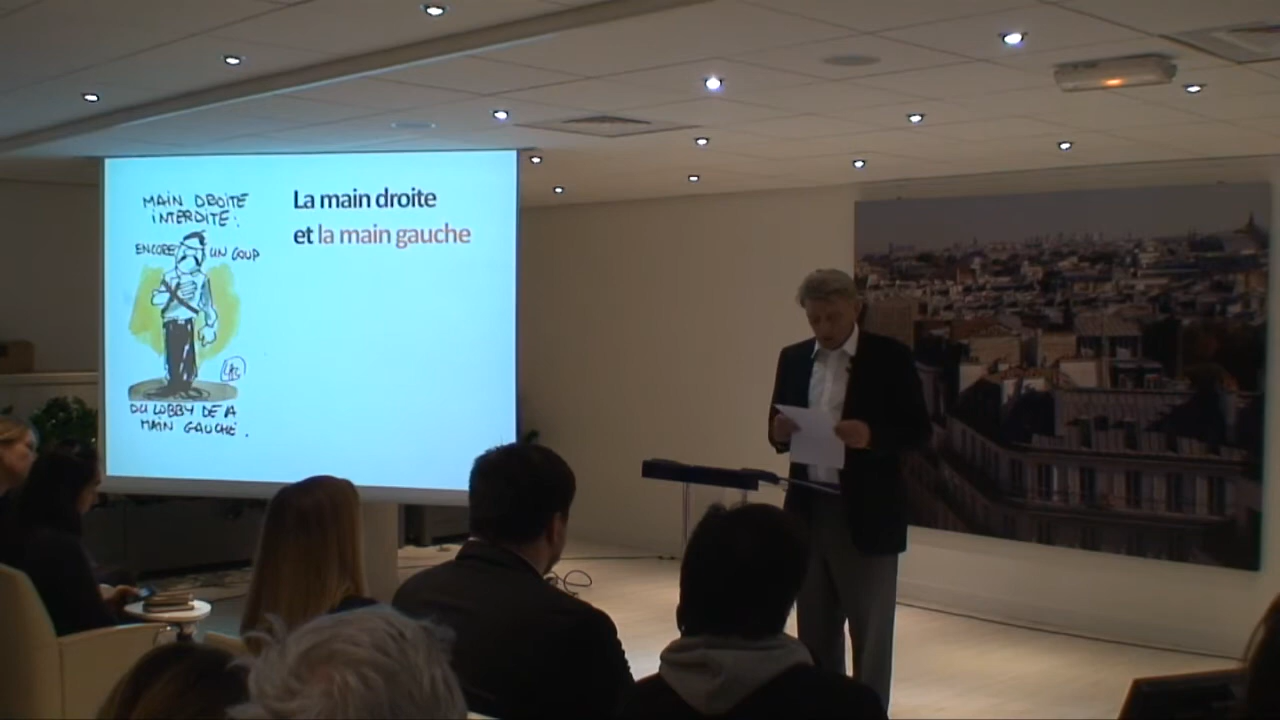 MAIN DROITE
INTERDITE:
ENCORE UN COUP
DU LOBBY DE LA
MAIN GAUCHE.
La main droite
et la main gauche